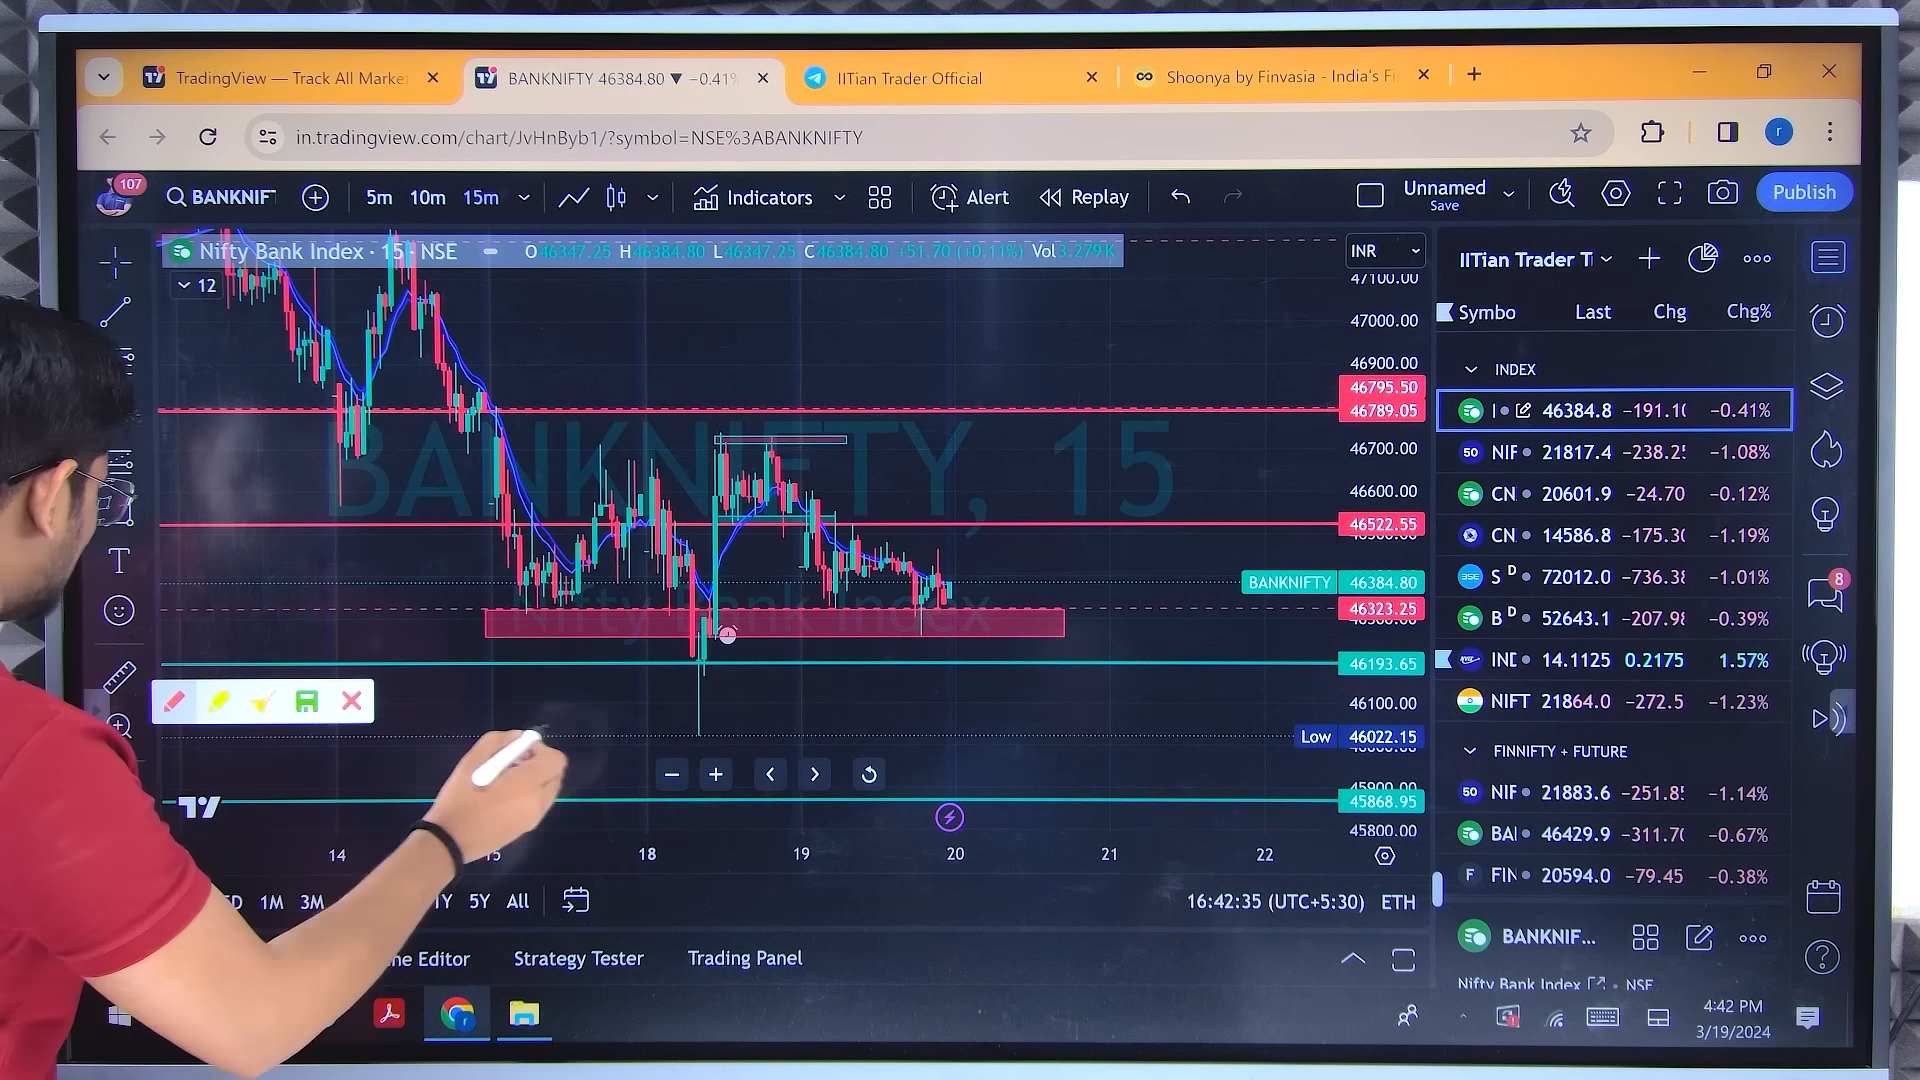 TradingView — Track All Market
BANKNIFTY 46384.80 ▼ −0.41%
IITian Trader Official
Shoonya by Finvasia - India's Fi
in.tradingview.com/chart/JvHnByb1/?symbol=NSE%3ABANKNIFTY
107
BANKNIFT
5m 10m 15m
Indicators
Alert
Replay
Unnamed
Save
Publish
Nifty Bank Index · 15 · NSE
O46347.25 H46384.80 L46347.25 C46384.80 +51.70 (+0.11%) Vol 3.279K
12
INR
47100.00
47000.00
46900.00
46795.50
46789.05
46700.00
46600.00
46522.55
BANKNIFTY 46384.80
46323.25
46193.65
46100.00
Low 46022.15
45868.95
45800.00
BANKNIFTY, 15
Nifty Bank Index
14 15 18 19 20 21 22
1M 3M 1Y 5Y All
16:42:35 (UTC+5:30) ETH
ne Editor
Strategy Tester
Trading Panel
IITian Trader T
Symbo Last Chg Chg%
INDEX
46384.8 −191.10 −0.41%
NIF 21817.4 −238.25 −1.08%
CN 20601.9 −24.70 −0.12%
CN 14586.8 −175.30 −1.19%
S D 72012.0 −736.38 −1.01%
B D 52643.1 −207.98 −0.39%
IND 14.1125 0.2175 1.57%
NIFT 21864.0 −272.5 −1.23%
FINNIFTY + FUTURE
NIF 21883.6 −251.85 −1.14%
BAI 46429.9 −311.70 −0.67%
FIN 20594.0 −79.45 −0.38%
BANKNIF...
Nifty Bank Index • NSE
8
4:42 PM
3/19/2024